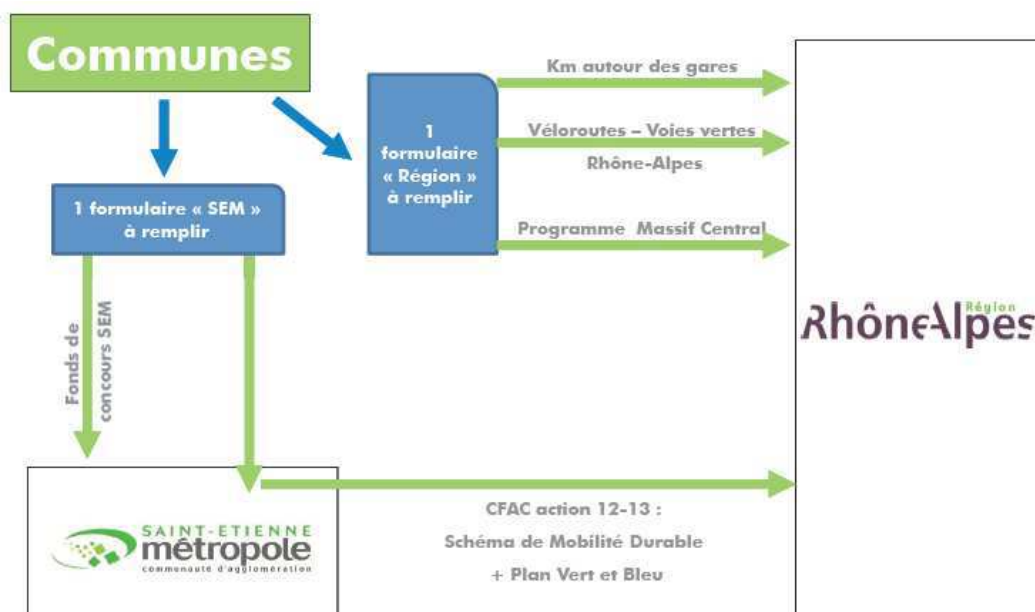 Communes
Km autour des gares
1
formulaire
« Région »
à remplir
Véloroutes – Voies vertes
Rhône-Alpes
Programme Massif Central
1 formulaire « SEM »
à remplir
Fonds de
concours SEM
Région
RhôneAlpes
SAINT-ETIENNE
métropole
communauté d'agglomération
CFAC action 12-13 :
Schéma de Mobilité Durable
+ Plan Vert et Bleu